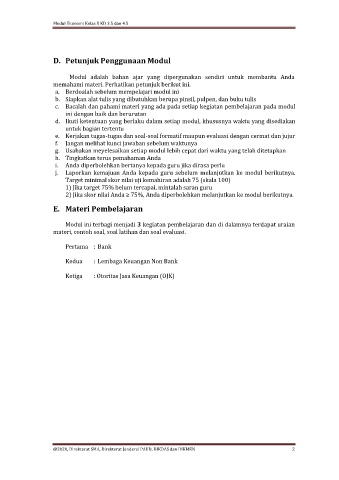 Modul Ekonomi Kelas X KD 3.5 dan 4.5
D. Petunjuk Penggunaan Modul
Modul adalah bahan ajar yang dipergunakan sendiri untuk membantu Anda
memahami materi. Perhatikan petunjuk berikut ini.
a. Berdoalah sebelum mempelajari modul ini
b. Siapkan alat tulis yang dibutuhkan berupa pinsil, pulpen, dan buku tulis
c. Bacalah dan pahami materi yang ada pada setiap kegiatan pembelajaran pada modul
ini dengan baik dan berurutan
d. Ikuti ketentuan yang berlaku dalam setiap modul, khususnya waktu yang disediakan
untuk bagian tertentu
e. Kerjakan tugas-tugas dan soal-soal formatif maupun evaluasi dengan cermat dan jujur
f. Jangan melihat kunci jawaban sebelum waktunya
g. Usahakan meyelesaikan setiap modul lebih cepat dari waktu yang telah ditetapkan
h. Tingkatkan terus pemahaman Anda
i. Anda diperbolehkan bertanya kepada guru jika dirasa perlu
j. Laporkan kemajuan Anda kepada guru sebelum melanjutkan ke modul berikutnya.
Target minimal skor nilai uji kemahiran adalah 75 (skala 100)
1) Jika target 75% belum tercapai, mintalah saran guru
2) Jika skor nilai Anda ≥ 75%, Anda diperbolehkan melanjutkan ke modul berikutnya.
E. Materi Pembelajaran
Modul ini terbagi menjadi 3 kegiatan pembelajaran dan di dalamnya terdapat uraian
materi, contoh soal, soal latihan dan soal evaluasi.
Pertama : Bank
Kedua : Lembaga Keuangan Non Bank
Ketiga : Otoritas Jasa Keuangan (OJK)
@2020, Direktorat SMA, Direktorat Jenderal PAUD, DIKDAS dan DIKMEN 2